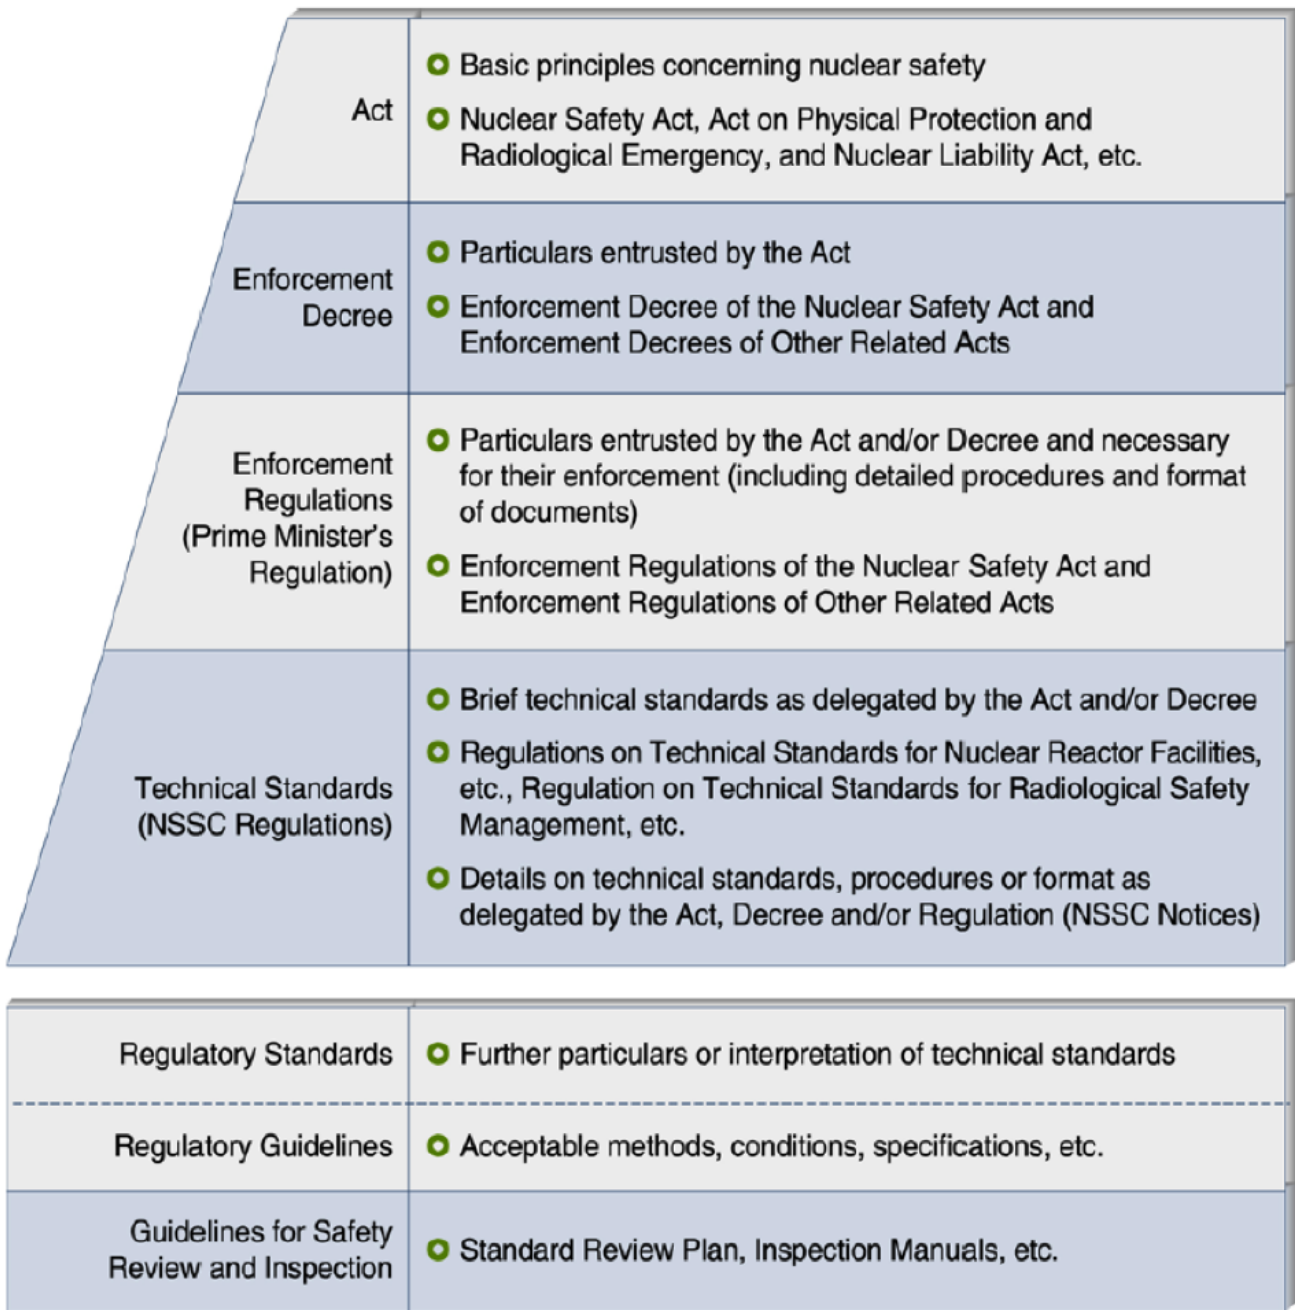 Act
Basic principles concerning nuclear safety
Nuclear Safety Act, Act on Physical Protection and
Radiological Emergency, and Nuclear Liability Act, etc.
Enforcement
Decree
Particulars entrusted by the Act
Enforcement Decree of the Nuclear Safety Act and
Enforcement Decrees of Other Related Acts
Enforcement
Regulations
(Prime Minister's
Regulation)
Particulars entrusted by the Act and/or Decree and necessary
for their enforcement (including detailed procedures and format
of documents)
Enforcement Regulations of the Nuclear Safety Act and
Enforcement Regulations of Other Related Acts
Technical Standards
(NSSC Regulations)
Brief technical standards as delegated by the Act and/or Decree
Regulations on Technical Standards for Nuclear Reactor Facilities,
etc., Regulation on Technical Standards for Radiological Safety
Management, etc.
Details on technical standards, procedures or format as
delegated by the Act, Decree and/or Regulation (NSSC Notices)
Regulatory Standards
Further particulars or interpretation of technical standards
Regulatory Guidelines
Acceptable methods, conditions, specifications, etc.
Guidelines for Safety
Review and Inspection
Standard Review Plan, Inspection Manuals, etc.